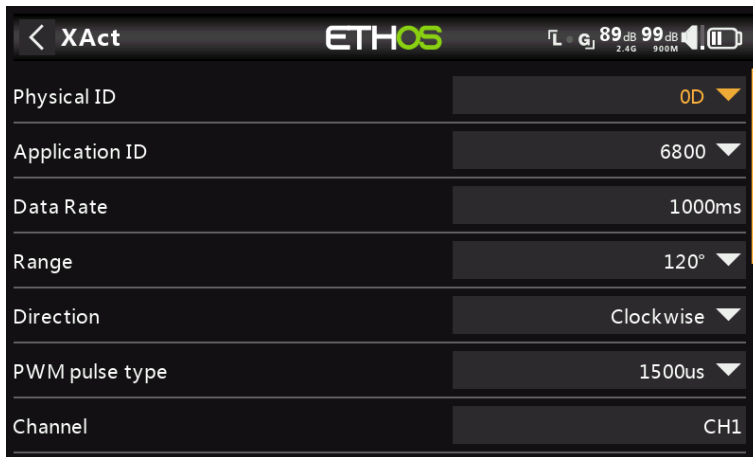 XAct ETHOS L G 89dB 2.4G 99dB 900M
Physical ID 0D
Application ID 6800
Data Rate 1000ms
Range 120°
Direction Clockwise
PWM pulse type 1500us
Channel CH1